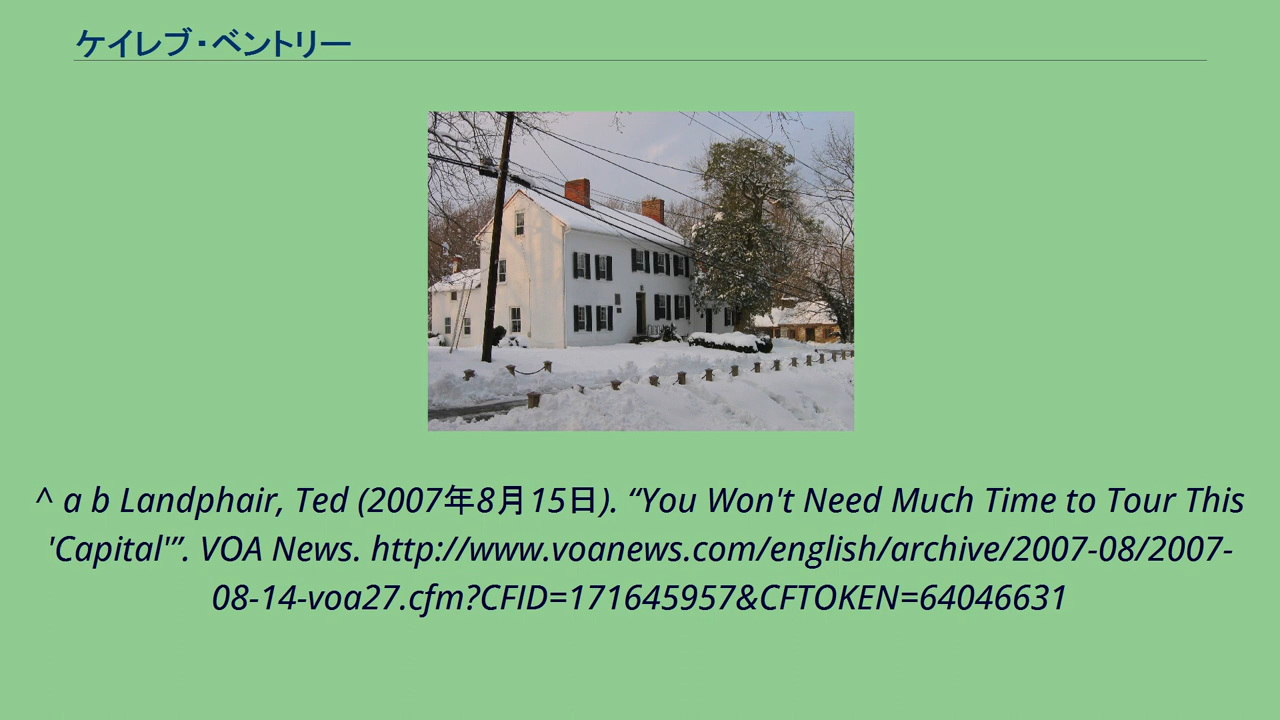 ケイレブ・ベントリー
^ a b Landphair, Ted (2007年8月15日). “You Won't Need Much Time to Tour This
'Capital'”. VOA News. http://www.voanews.com/english/archive/2007-08/2007-
08-14-voa27.cfm?CFID=171645957&CFTOKEN=64046631